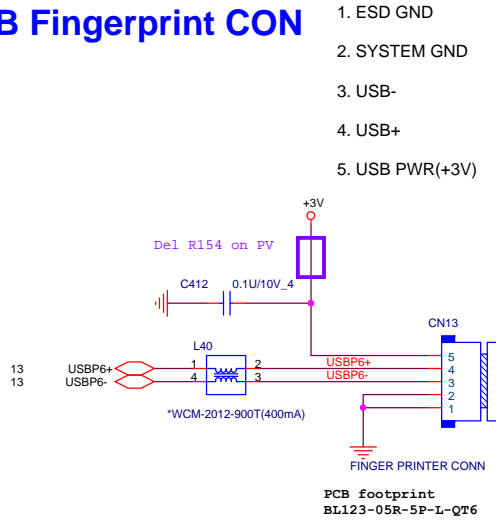 B Fingerprint CON
1. ESD GND
2. SYSTEM GND
3. USB-
4. USB+
5. USB PWR(+3V)
+3V
Del R154 on PV
C412 0.1U/10V_4
CN13
L40
13 USBP6+ 1 2 USBP6+ 5
13 USBP6- 4 3 USBP6- 4
3
2
1
*WCM-2012-900T(400mA)
FINGER PRINTER CONN
PCB footprint
BL123-05R-5P-L-QT6